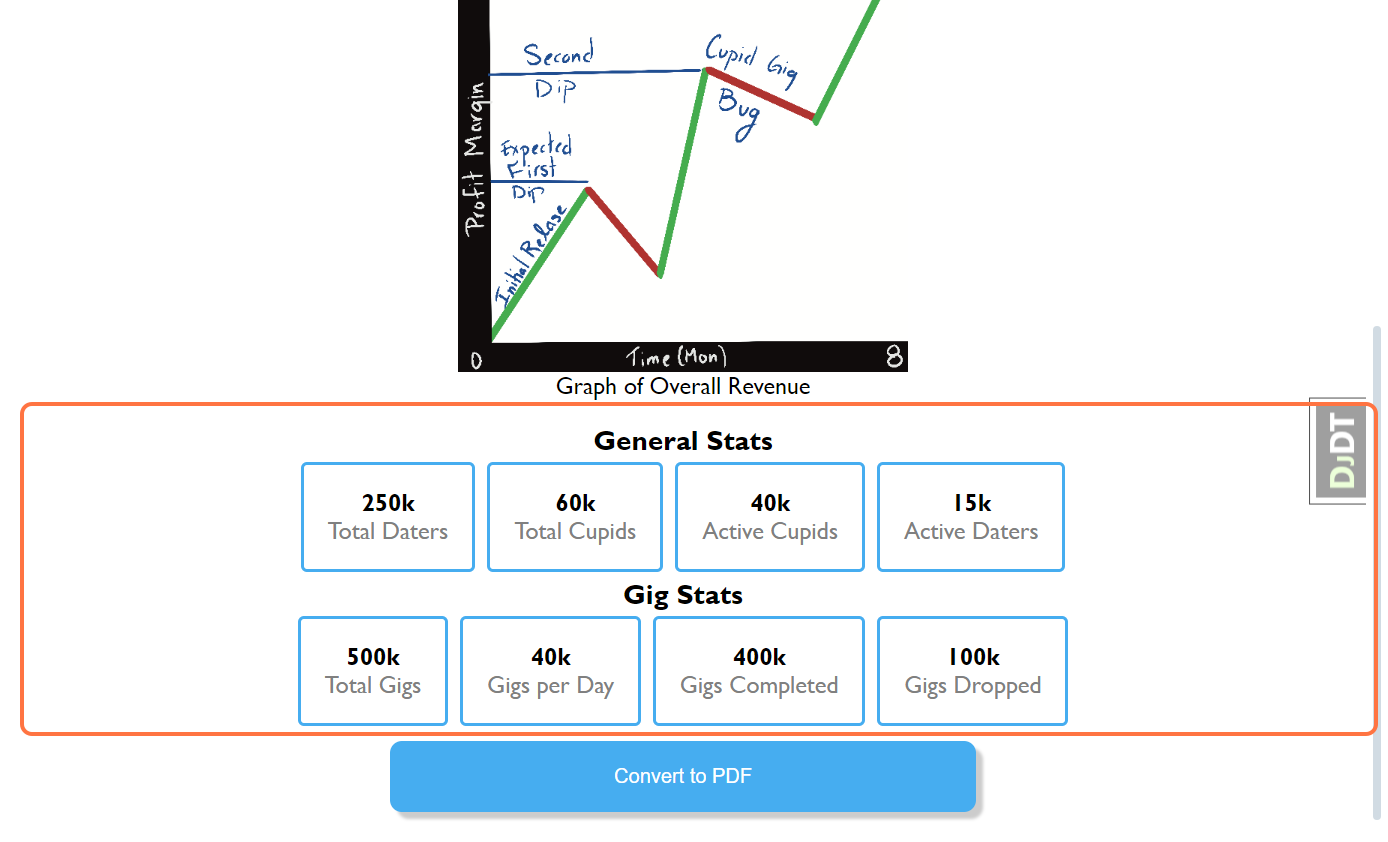 Second
Dip
Cupid Gig
Bug
Profit Margin
Expected
First
Dip
Initial Relase
0
Time (Mon)
8
Graph of Overall Revenue
General Stats
250k
Total Daters
60k
Total Cupids
40k
Active Cupids
15k
Active Daters
DJDT
Gig Stats
500k
Total Gigs
40k
Gigs per Day
400k
Gigs Completed
100k
Gigs Dropped
Convert to PDF